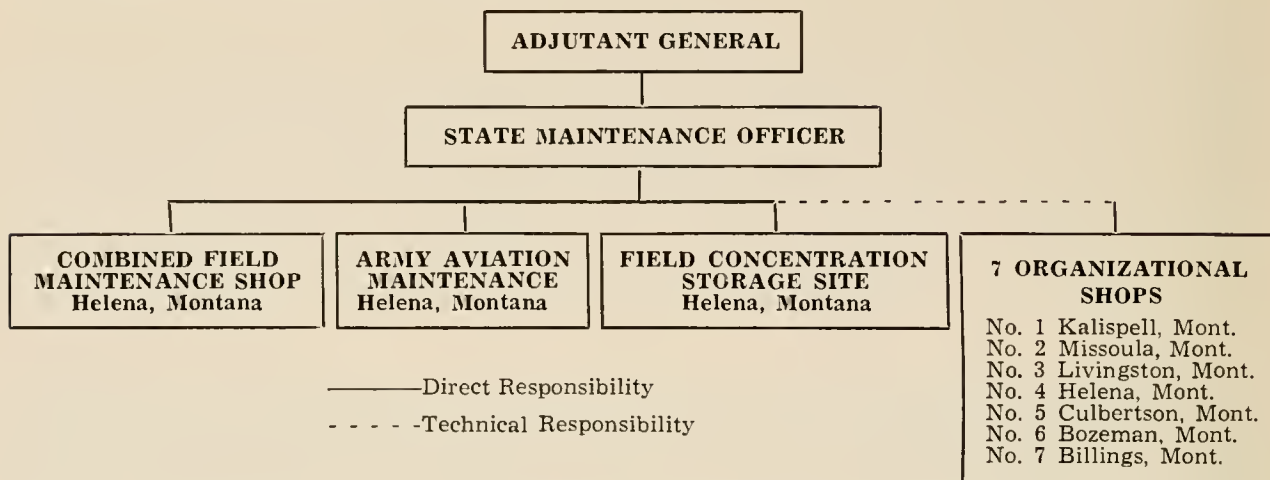 ADJUTANT GENERAL
STATE MAINTENANCE OFFICER
COMBINED FIELD
MAINTENANCE SHOP
Helena, Montana
ARMY AVIATION
MAINTENANCE
Helena, Montana
FIELD CONCENTRATION
STORAGE SITE
Helena, Montana
7 ORGANIZATIONAL
SHOPS
No. 1 Kalispell, Mont.
No. 2 Missoula, Mont.
No. 3 Livingston, Mont.
No. 4 Helena, Mont.
No. 5 Culbertson, Mont.
No. 6 Bozeman, Mont.
No. 7 Billings, Mont.
Direct Responsibility
Technical Responsibility